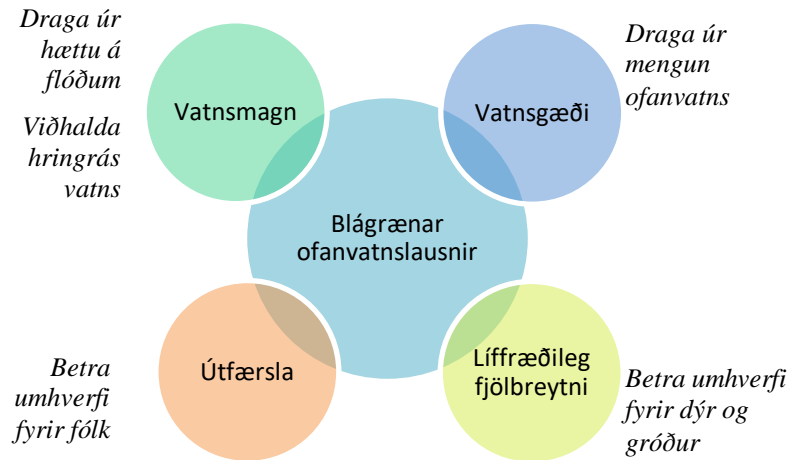 Draga úr
hættu á
flóðum
Viðhalda
hringrás
vatns
Vatnsmagn
Vatnsgæði
Draga úr
mengun
ofanvatns
Blágrænar
ofanvatnslausnir
Betra
umhverfi
fyrir fólk
Útfærsla
Líffræðileg
fjölbreytni
Betra umhverfi
fyrir dýr og
gróður